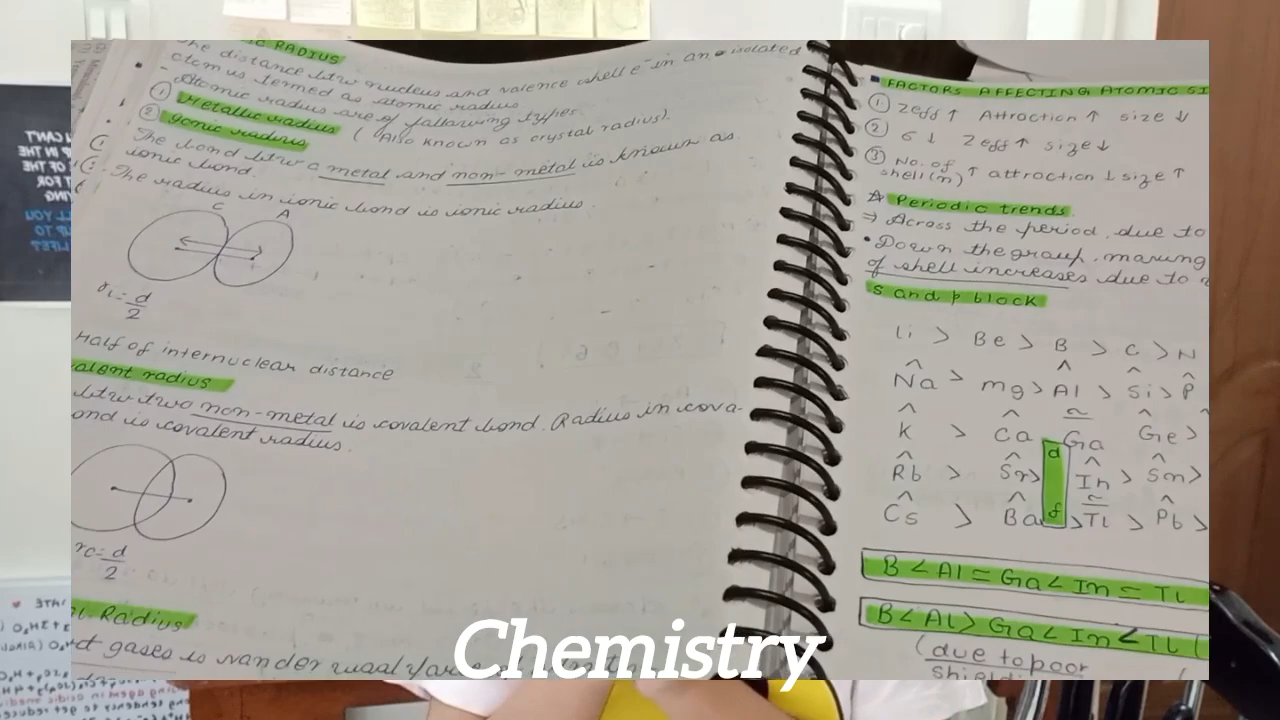 IC RADIUS
The distance btw nucleus and valence shell e⁻ in an isolated
atom is termed as atomic radius
- Atomic radius are of following types.
① Metallic radius
② Ionic radius ( Also known as crystal radius).
The bond btw a metal and non-metal is known as
ionic bond.
The radius in ionic bond is ionic radius.
C A
ri = d/2
Half of internuclear distance
alent radius
btw two non-metal is covalent bond. Radius in cova-
ond is covalent radius.
rc = d/2
Radius
gases is vander waal
FACTORS AFFECTING ATOMIC SI
① Zeff ↑ Attraction ↑ size ↓
② σ ↓ Zeff ↑ size ↓
③ No. of shell(n) ↑ attraction ↓ size ↑
Periodic trends
⇒ Across the period, due to
• Down the group,
of shell increases due to
s and p block
li > Be > B > C > N
Na > mg > Al > Si > P
K > Ca Ga Ge >
Rb > Sr > d In > Sn >
Cs > Ba f > TL > Pb >
B < Al = Ga < In = TL
B < Al > Ga < In < TL (
(due to poor
shield
Chemistry